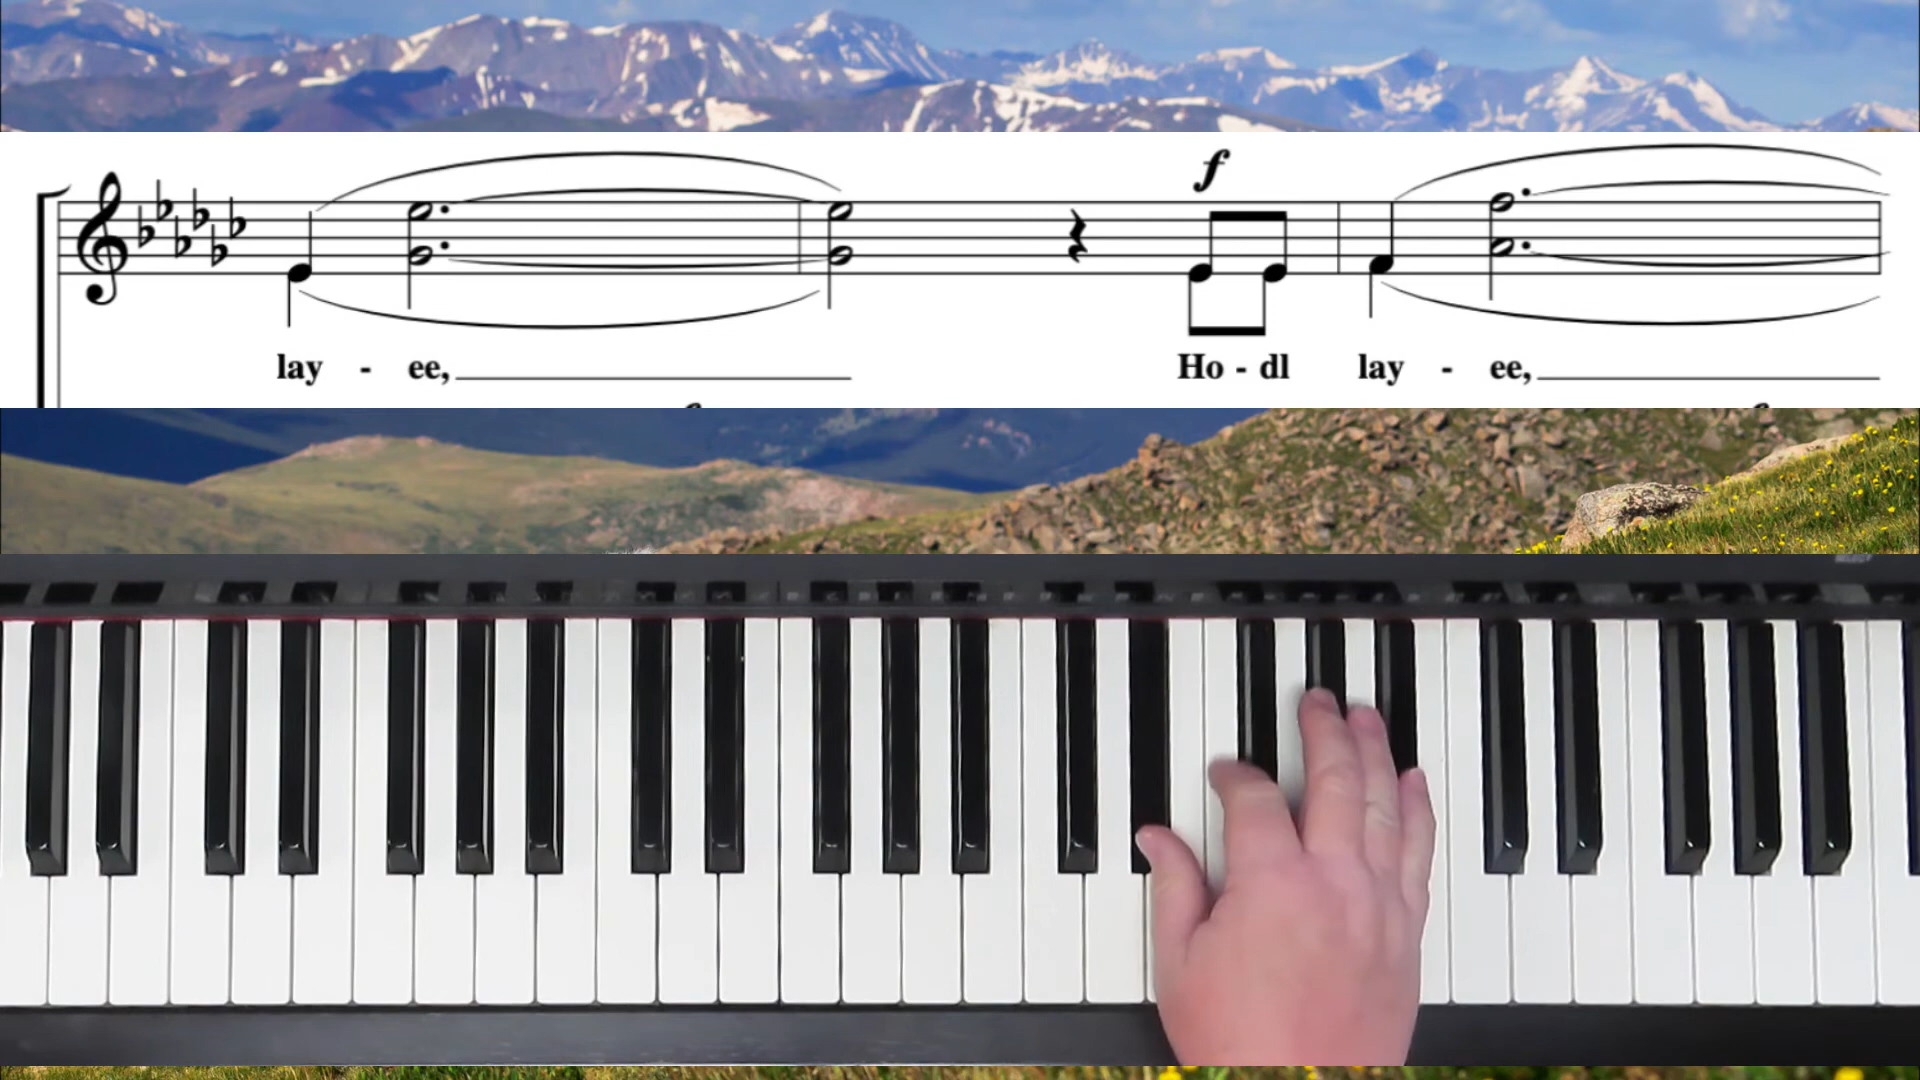 f
lay - ee, Ho - dl lay - ee,